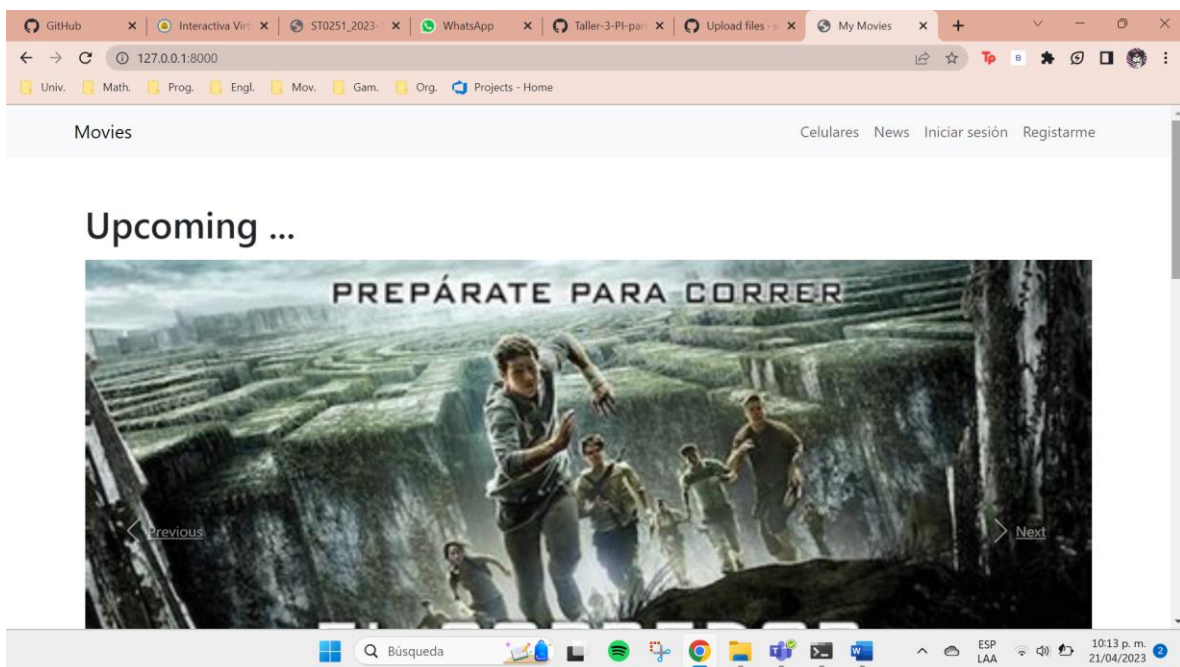 GitHub
Interactiva Virt
ST0251_2023-1
WhatsApp
Taller-3-PI-par
Upload files · s
My Movies
127.0.0.1:8000
Univ.
Math.
Prog.
Engl.
Mov.
Gam.
Org.
Projects - Home
Movies
Celulares News Iniciar sesión Registarme
Upcoming ...
PREPÁRATE PARA CORRER
Previous
Next
Búsqueda
ESP
LAA
10:13 p. m.
21/04/2023
2